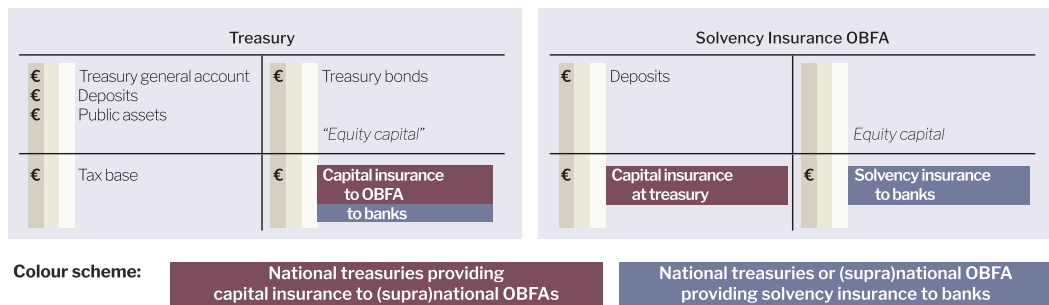 Treasury
€ Treasury general account
€ Deposits
€ Public assets
€ Treasury bonds
“Equity capital”
€ Tax base
€ Capital insurance
to OBFA
to banks
Solvency Insurance OBFA
€ Deposits
Equity capital
€ Capital insurance
at treasury
€ Solvency insurance
to banks
Colour scheme:
National treasuries providing
capital insurance to (supra)national OBFAs
National treasuries or (supra)national OBFA
providing solvency insurance to banks